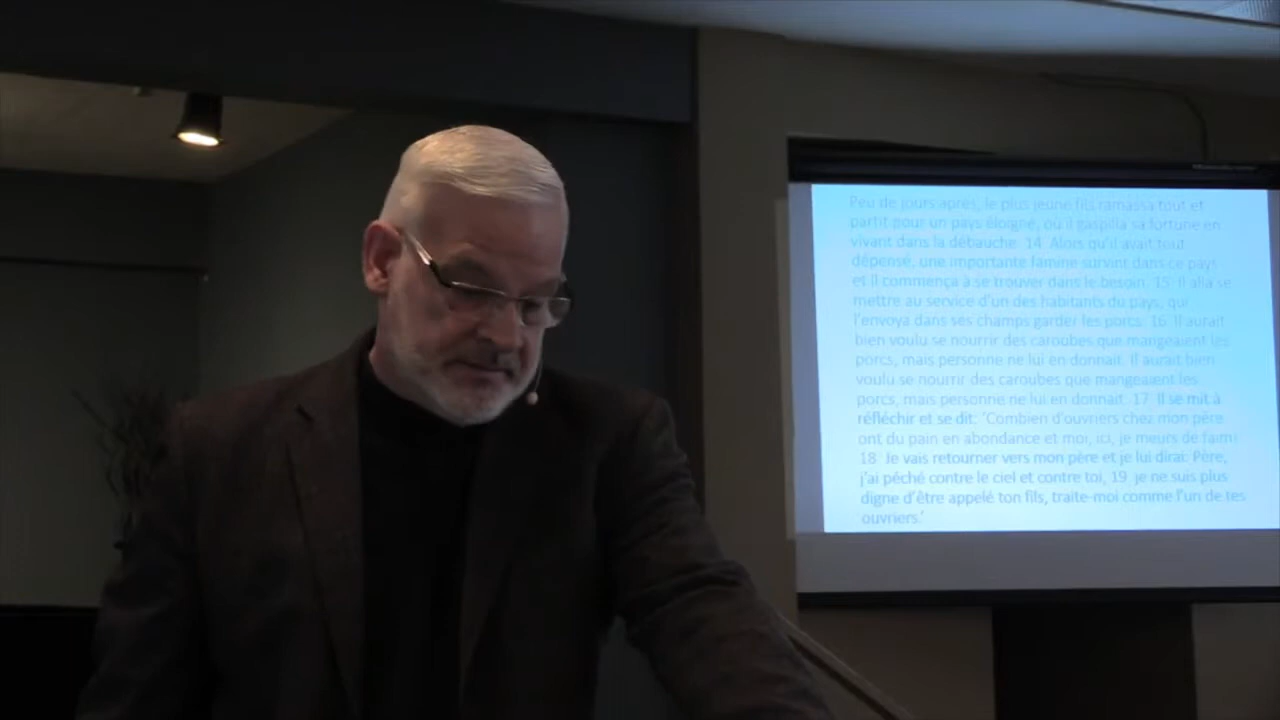 Peu de jours après, le plus jeune fils ramassa tout et
partit pour un pays éloigné, où il gaspilla sa fortune en
vivant dans la débauche. 14 Alors qu'il avait tout
dépensé, une importante famine survint dans ce pays
et il commença à se trouver dans le besoin. 15 Il alla se
mettre au service d'un des habitants du pays, qui
l'envoya dans ses champs garder les porcs. 16 Il aurait
bien voulu se nourrir des caroubes que mangeaient les
porcs, mais personne ne lui en donnait. Il aurait bien
voulu se nourrir des caroubes que mangeaient les
porcs, mais personne ne lui en donnait. 17 Il se mit à
réfléchir et se dit: 'Combien d'ouvriers chez mon père
ont du pain en abondance et moi, ici, je meurs de faim!
18 Je vais retourner vers mon père et je lui dirai: Père,
j'ai péché contre le ciel et contre toi, 19 je ne suis plus
digne d'être appelé ton fils, traite-moi comme l'un de tes
ouvriers.'